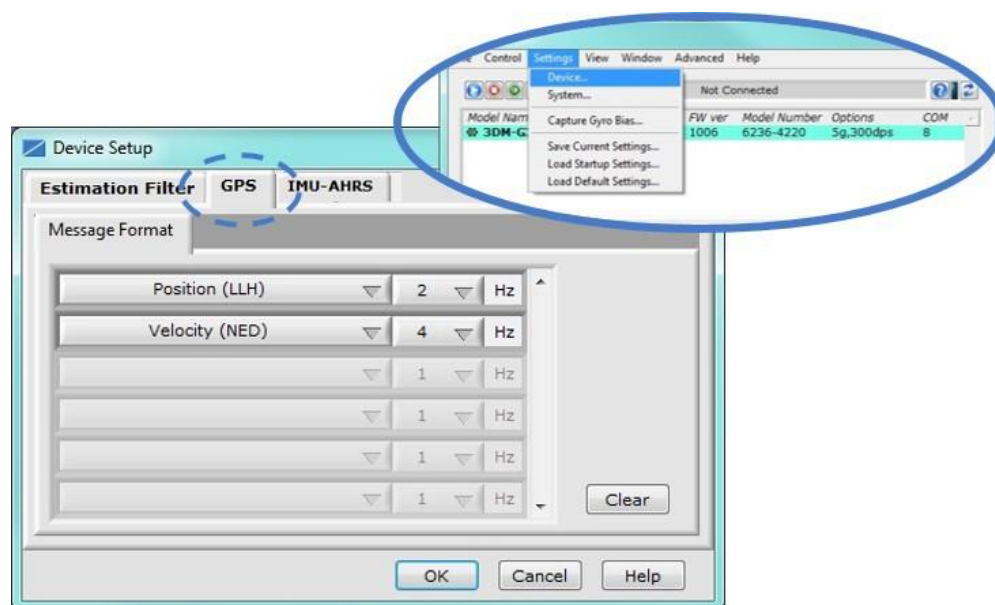 Control Settings View Window Advanced Help
Device...
System...
Not Connected
Capture Gyro Bias...
Save Current Settings...
Load Startup Settings...
Load Default Settings...
Model Nam FW ver Model Number Options COM
3DM-G 1006 6236-4220 5g,300dps 8
Device Setup
Estimation Filter GPS IMU-AHRS
Message Format
Position (LLH) 2 Hz
Velocity (NED) 4 Hz
1 Hz
1 Hz
1 Hz
1 Hz
Clear
OK Cancel Help